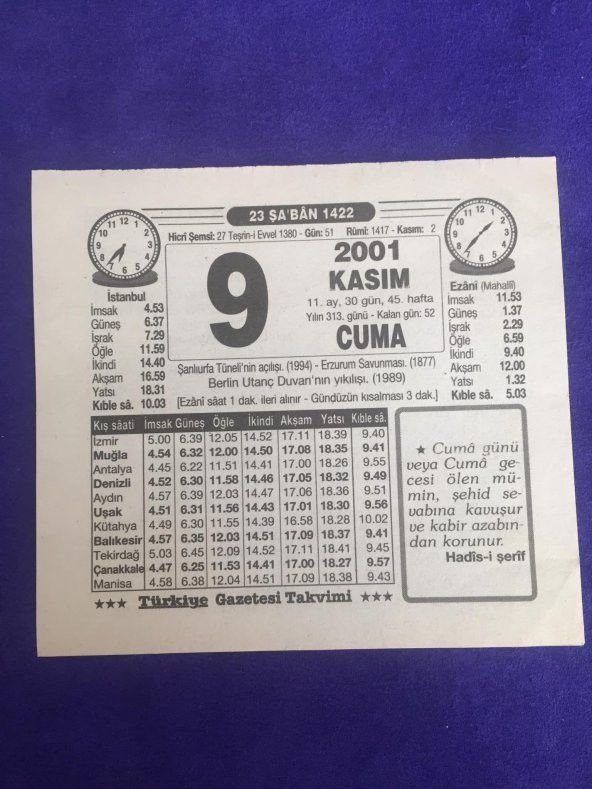 23 ŞA'BÂN 1422
Hicrî Şemsî: 27 Teşrin-i Evvel 1380 - Gün: 51 Rûmî: 1417 - Kasım: 2
9
2001
KASIM
11. ay, 30 gün, 45. hafta
Yılın 313. günü - Kalan gün: 52
CUMA
İstanbul
İmsak 4.53
Güneş 6.37
İşrak 7.29
Öğle 11.59
İkindi 14.40
Akşam 16.59
Yatsı 18.31
Kıble sâ. 10.03
Ezânî (Mahallî)
İmsak 11.53
Güneş 1.37
İşrak 2.29
Öğle 6.59
İkindi 9.40
Akşam 12.00
Yatsı 1.32
Kıble sâ. 5.03
Şanlıurfa Tüneli'nin açılışı. (1994) - Erzurum Savunması. (1877)
Berlin Utanç Duvarı'nın yıkılışı. (1989)
[Ezânî sâat 1 dak. ileri alınır - Gündüzün kısalması 3 dak.]
Kış sâati İmsak Güneş Öğle İkindi Akşam Yatsı Kıble sâ.
İzmir 5.00 6.39 12.05 14.52 17.11 18.39 9.40
Muğla 4.54 6.32 12.00 14.50 17.08 18.35 9.41
Antalya 4.45 6.22 11.51 14.41 17.00 18.26 9.55
Denizli 4.52 6.30 11.58 14.46 17.05 18.32 9.49
Aydın 4.57 6.39 12.03 14.47 17.06 18.36 9.51
Uşak 4.51 6.31 11.56 14.43 17.01 18.30 9.56
Kütahya 4.49 6.30 11.55 14.39 16.58 18.28 10.02
Balıkesir 4.57 6.35 12.03 14.51 17.09 18.37 9.41
Tekirdağ 5.03 6.45 12.09 14.52 17.11 18.41 9.45
Çanakkale 4.47 6.25 11.53 14.41 17.00 18.27 9.57
Manisa 4.58 6.38 12.04 14.51 17.09 18.38 9.43
★★★ Türkiye Gazetesi Takvimi ★★★
★ Cumâ günü
veya Cumâ ge-
cesi ölen mü-
min, şehid se-
vabına kavuşur
ve kabir azabın-
dan korunur.
Hadîs-i şerîf